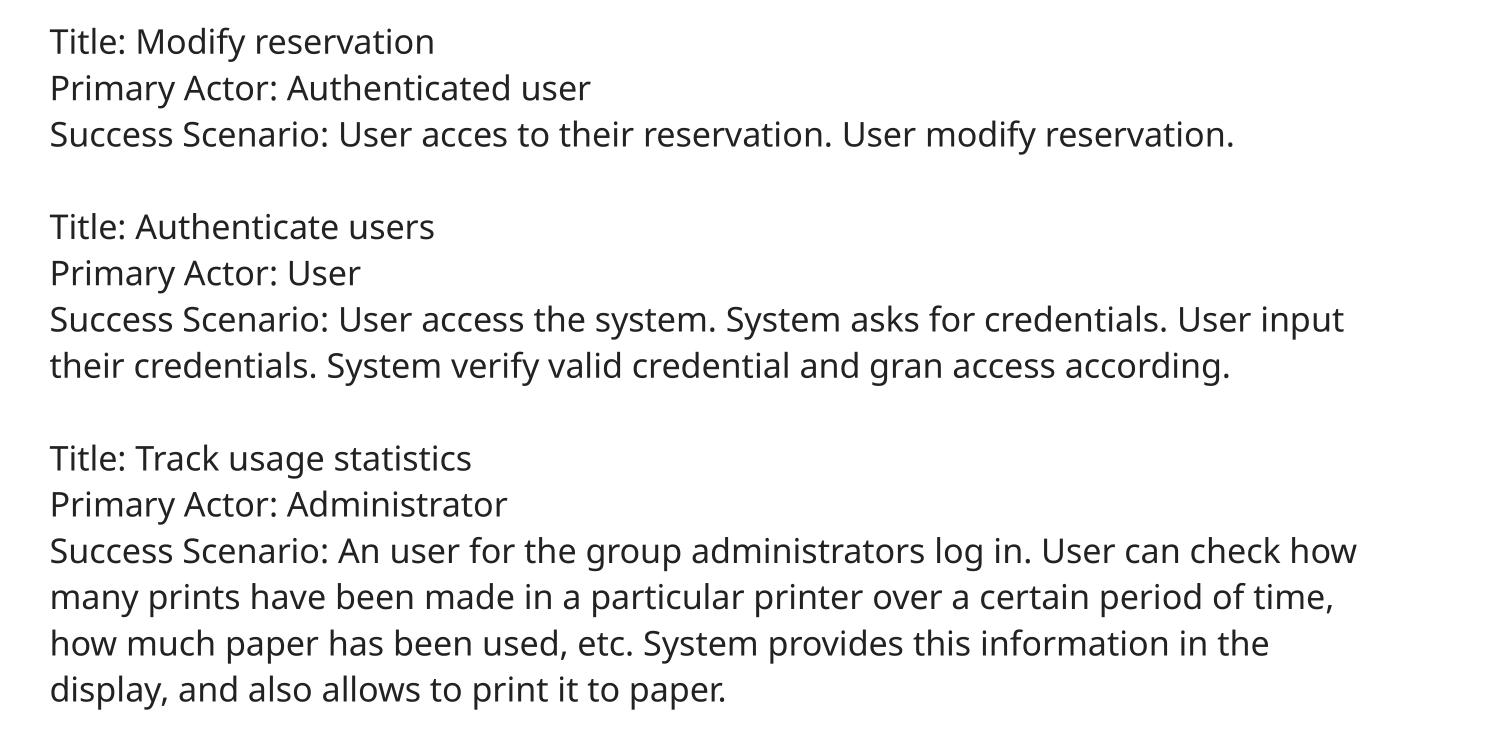 Title: Modify reservation
Primary Actor: Authenticated user
Success Scenario: User acces to their reservation. User modify reservation.
Title: Authenticate users
Primary Actor: User
Success Scenario: User access the system. System asks for credentials. User input
their credentials. System verify valid credential and gran access according.
Title: Track usage statistics
Primary Actor: Administrator
Success Scenario: An user for the group administrators log in. User can check how
many prints have been made in a particular printer over a certain period of time,
how much paper has been used, etc. System provides this information in the
display, and also allows to print it to paper.